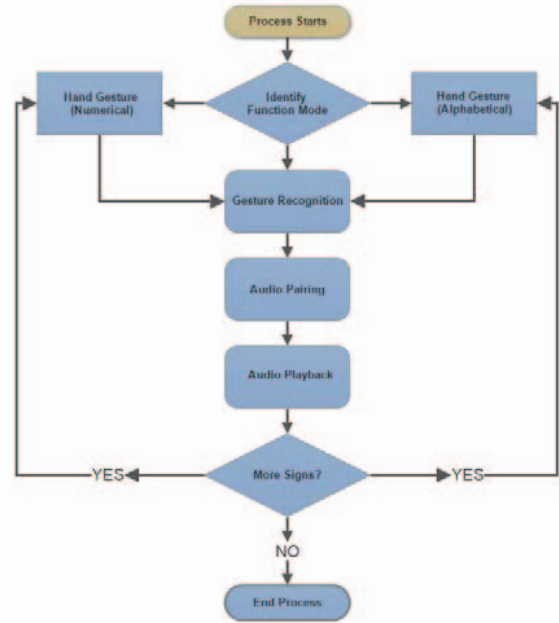 Process Starts
Hand Gesture
(Numerical)
Identify
Function Mode
Hand Gesture
(Alphabetical)
Gesture Recognition
Audio Pairing
Audio Playback
YES
More Signs?
YES
NO
End Process